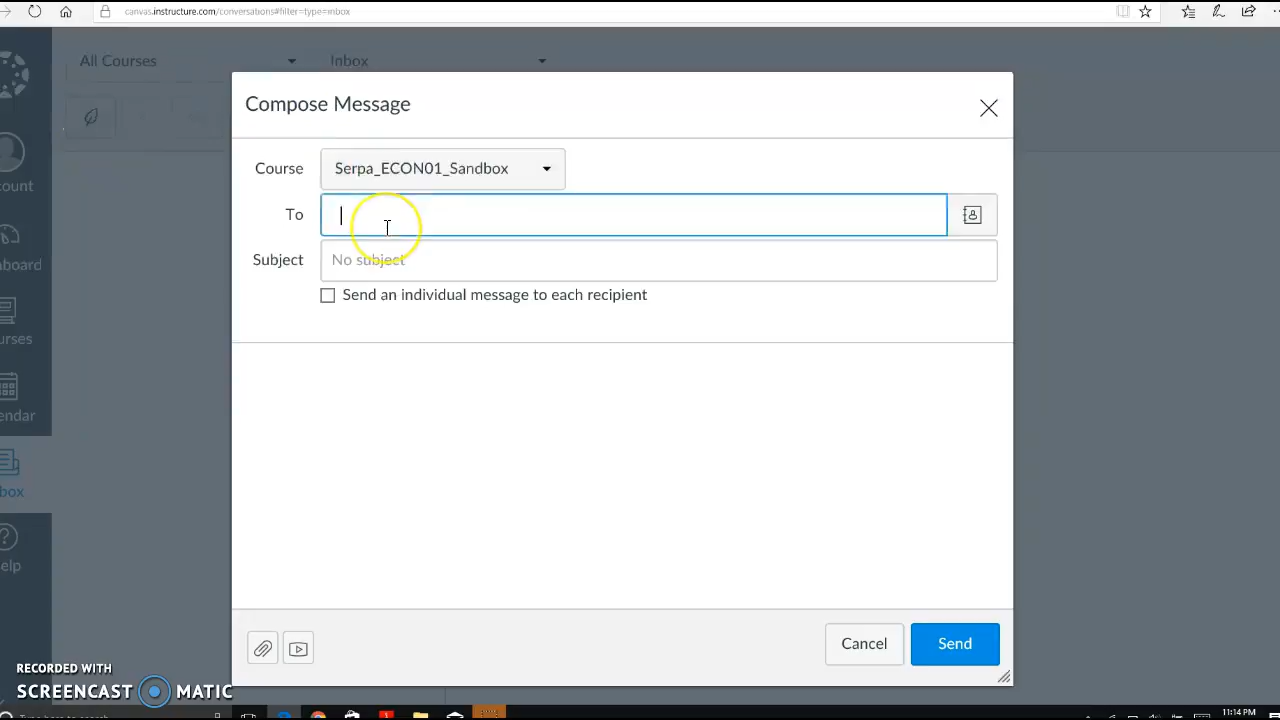 canvas.instructure.com/conversations#filter=type=inbox
All Courses
Inbox
Compose Message
Course
Serpa_ECON01_Sandbox
To
Subject
No subject
Send an individual message to each recipient
count
board
urses
endar
box
elp
Cancel
Send
RECORDED WITH
SCREENCAST MATIC
11:14 PM